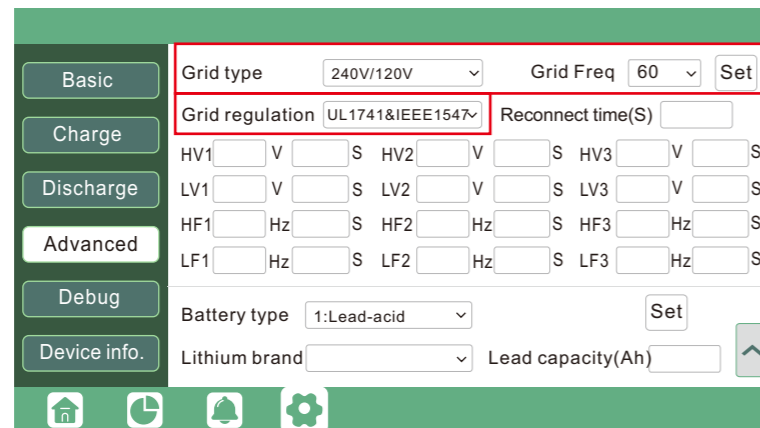 Basic
Charge
Discharge
Advanced
Debug
Device info.
Grid type 240V/120V Grid Freq 60 Set
Grid regulation UL1741&IEEE1547 Reconnect time(S)
HV1 V S HV2 V S HV3 V S
LV1 V S LV2 V S LV3 V S
HF1 Hz S HF2 Hz S HF3 Hz S
LF1 Hz S LF2 Hz S LF3 Hz S
Battery type 1:Lead-acid Set
Lithium brand Lead capacity(Ah)